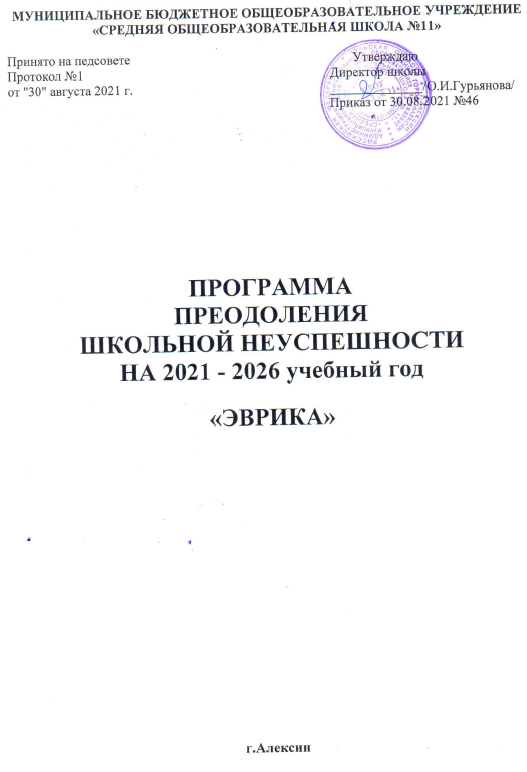 МУНИЦИПАЛЬНОЕ БЮДЖЕТНОЕ ОБЩЕОБРАЗОВАТЕЛЬНОЕ УЧРЕЖДЕНИЕ
«СРЕДНЯЯ ОБЩЕОБРАЗОВАТЕЛЬНАЯ ШКОЛА №11»
Принято на педсовете
Протокол №1
от "30" августа 2021 г.
Утверждаю
Директор школы
/О.И.Гурьянова/
Приказ от 30.08.2021 №46
ПРОГРАММА
ПРЕОДОЛЕНИЯ
ШКОЛЬНОЙ НЕУСПЕШНОСТИ
НА 2021 - 2026 учебный год
«ЭВРИКА»
г.Алексин